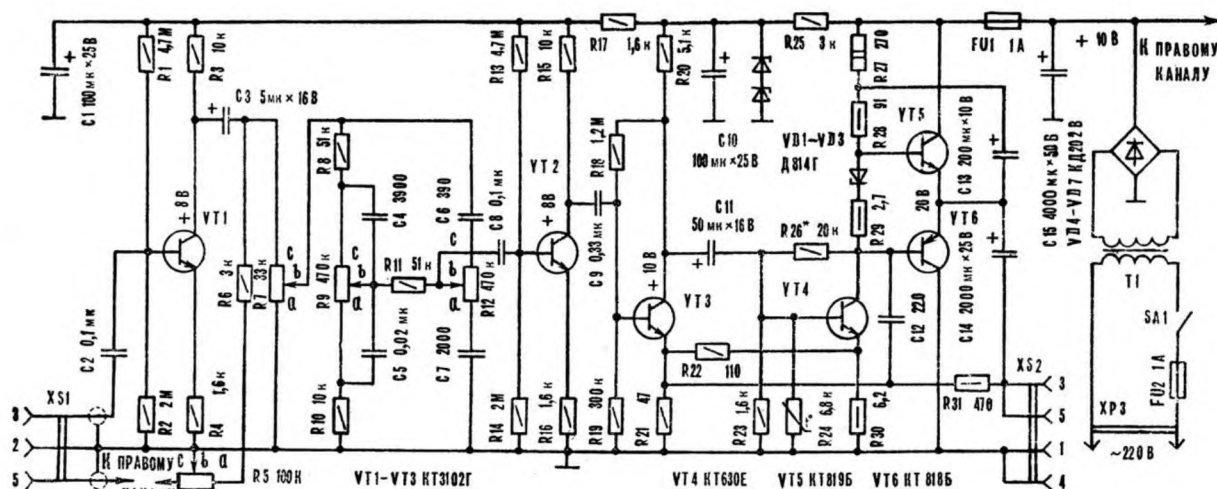 C1 100мк×25В
R1 4,7М
R3 10к
C3 5мк×16В
+8В
VT1
R6 3к
R7 33к
c
b
a
C2 0,1мк
R2 2М
R4 1,6к
XS1
3
2
5
К ПРАВОМУ
c b a
R5 100К
R8 51к
C4 3900
R9 470к
c
b
a
C5 0,02мк
R10 10к
R11 51к
C6 390
C8 0,1мк
c
b
a
R12 470к
C7 2000
R13 4,7М
R15 10к
VT2
+8В
R14 2М
R16 1,6к
R17 1,6к
R20 5,1к
R18 1,2М
C9 0,33мк
R19 300к
+10В
VT3
R21 47
C10
100мк×25В
VD1–VD3
Д814Г
C11
50мк×16В
R22 110
R23 1,6к
R24 6,8к
t°
R25 3к
R26* 20к
VT4
R27 270
R28 91
R29 2,7
R30 6,2
C12 220
VT5
20В
VT6
C13 200мк×10В
C14 2000мк×25В
R31 470
FU1 1А
+10В
К ПРАВОМУ
КАНАЛУ
C15 4000мк×50В
VD4–VD7 КД202В
T1
SA1
FU2 1А
XP3
~220В
XS2
3
5
1
4
VT1–VT3 КТ3102Г
VT4 КТ630Е
VT5 КТ819Б
VT6 КТ818Б